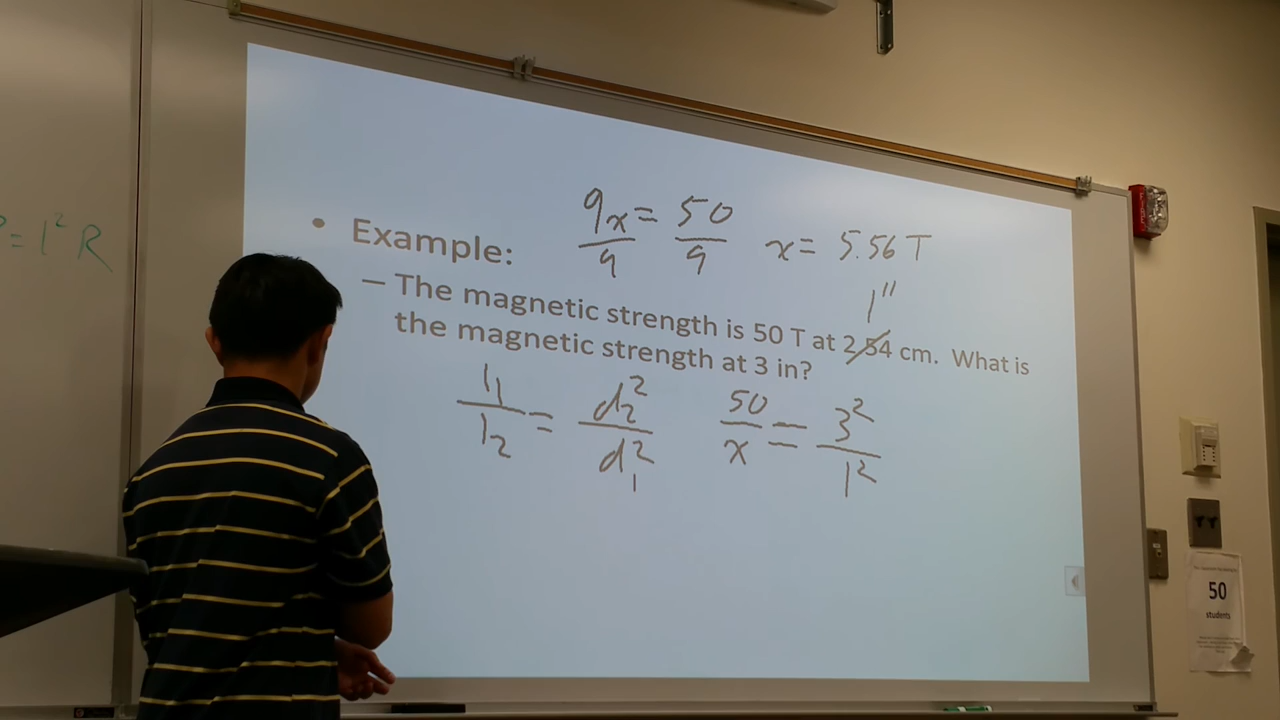 = I² R
9x = 50
9 9
x = 5.56 T
• Example:
1"
– The magnetic strength is 50 T at 2.54 cm. What is
the magnetic strength at 3 in?
I₁ = d₂²
I₂ d₁²
50 = 3²
x 1²
50
students